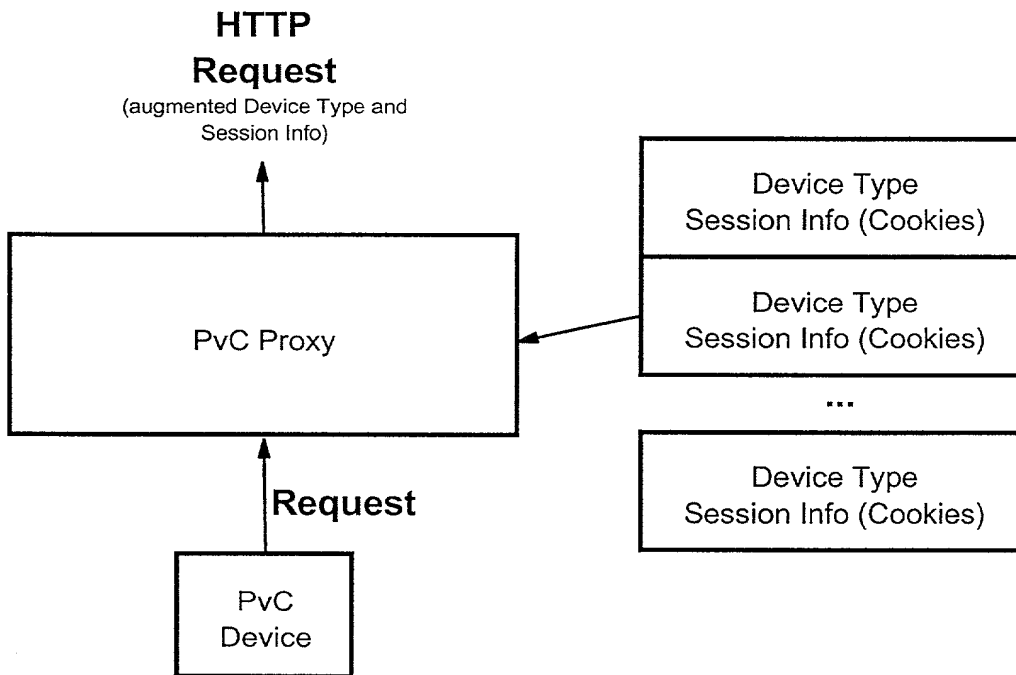 HTTP
Request
(augmented Device Type and
Session Info)
Device Type
Session Info (Cookies)
PvC Proxy
Device Type
Session Info (Cookies)
...
Device Type
Session Info (Cookies)
Request
PvC
Device